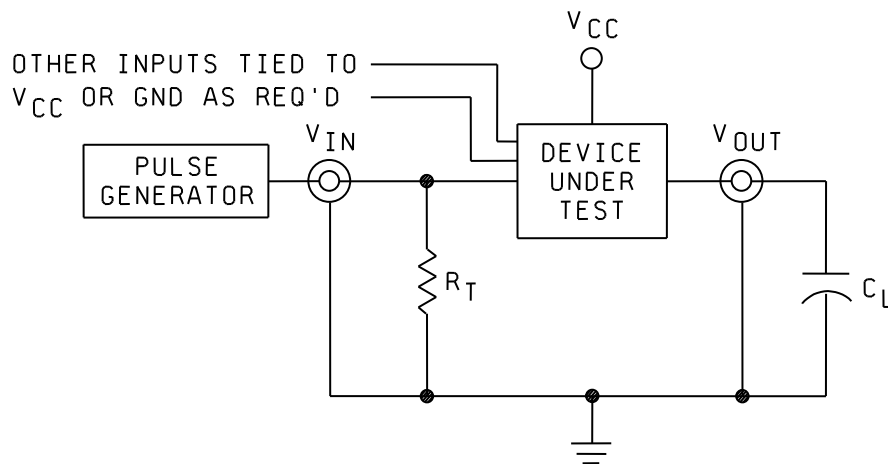 VCC
OTHER INPUTS TIED TO
VCC OR GND AS REQ'D
VIN
VOUT
PULSE
GENERATOR
DEVICE
UNDER
TEST
RT
CL